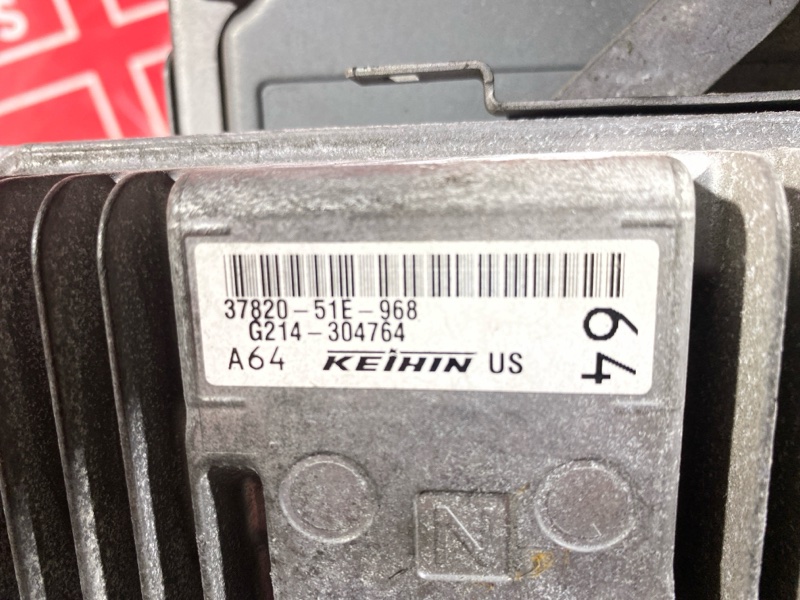 S
37820-51E-968
G214-304764
A64 KEIHIN US
64
N